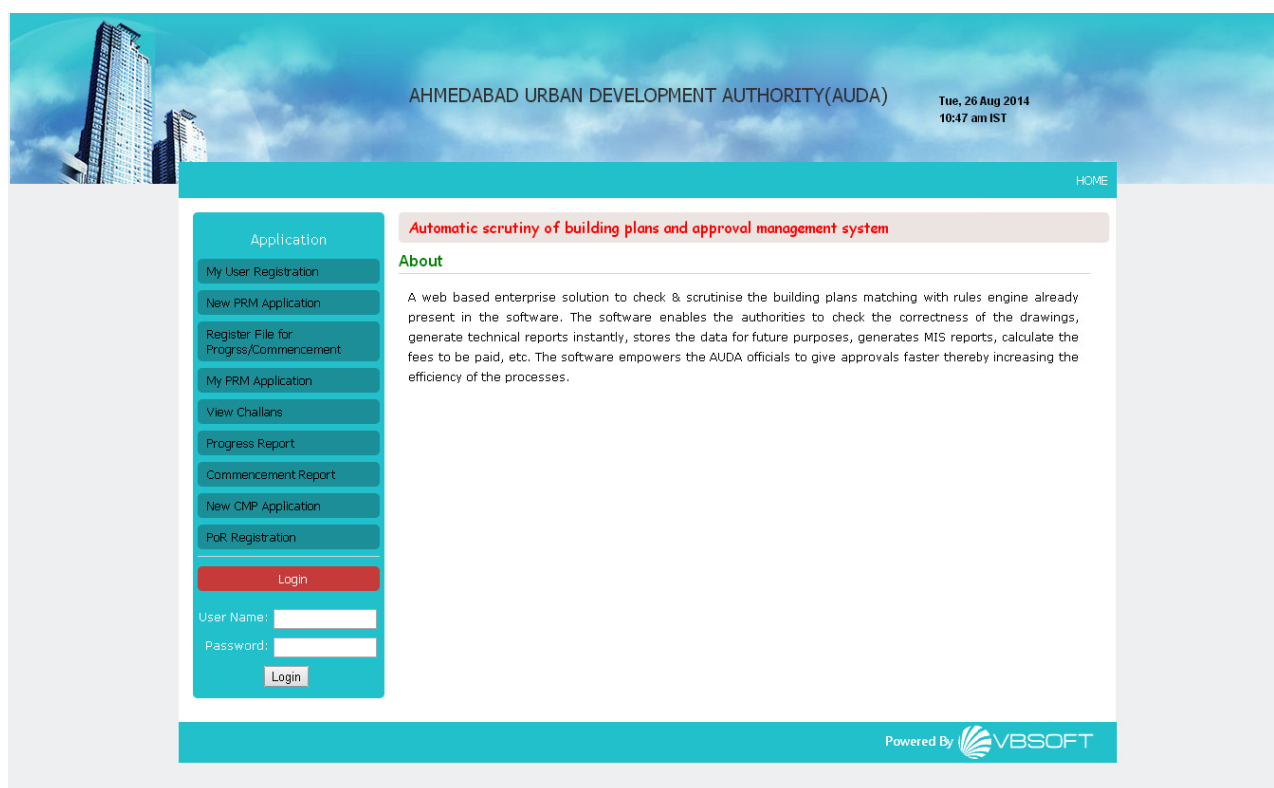 AHMEDABAD URBAN DEVELOPMENT AUTHORITY(AUDA)
Tue, 26 Aug 2014
10:47 am IST
HOME
Application
My User Registration
New PRM Application
Register File for
Progrss/Commencement
My PRM Application
View Challans
Progress Report
Commencement Report
New CMP Application
PoR Registration
Login
User Name:
Password:
Login
Automatic scrutiny of building plans and approval management system
About
A web based enterprise solution to check & scrutinise the building plans matching with rules engine already
present in the software. The software enables the authorities to check the correctness of the drawings,
generate technical reports instantly, stores the data for future purposes, generates MIS reports, calculate the
fees to be paid, etc. The software empowers the AUDA officials to give approvals faster thereby increasing the
efficiency of the processes.
Powered By VBSOFT